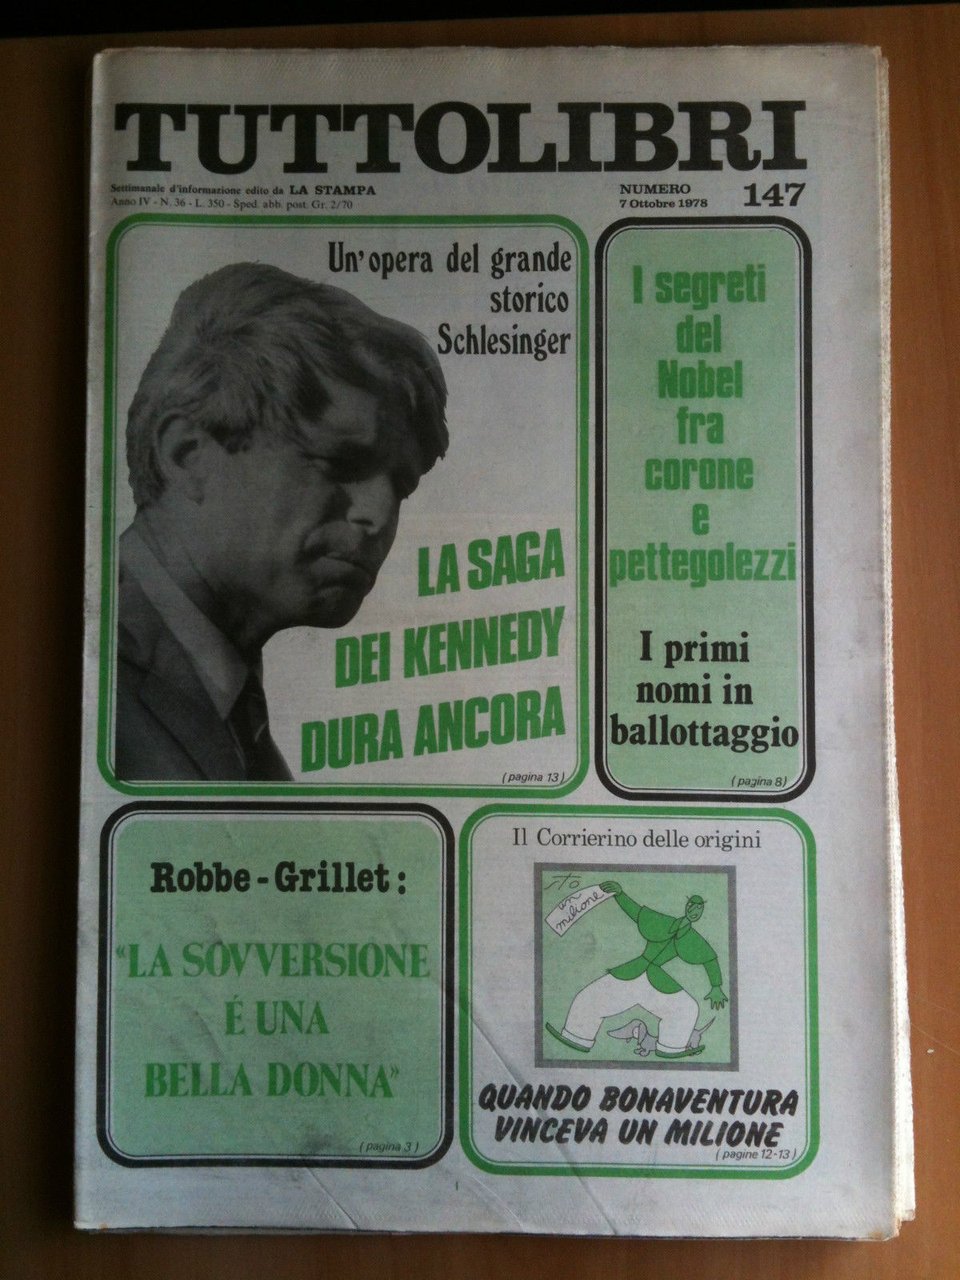 TUTTOLIBRI
Settimanale d'informazione edito da LA STAMPA
Anno IV - N. 36 - L. 350 - Sped. abb. post. Gr. 2/70
NUMERO
7 Ottobre 1978
147
Un'opera del grande
storico
Schlesinger
LA SAGA
DEI KENNEDY
DURA ANCORA
(pagina 13)
I segreti
del
Nobel
fra
corone
e
pettegolezzi
I primi
nomi in
ballottaggio
(pagina 8)
Robbe-Grillet:
«LA SOVVERSIONE
É UNA
BELLA DONNA»
(pagina 3)
Il Corrierino delle origini
sto
un
milione
QUANDO BONAVENTURA
VINCEVA UN MILIONE
(pagine 12-13)